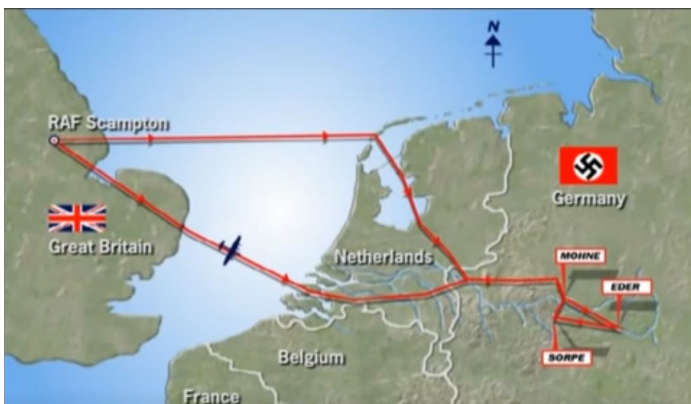 N
RAF Scampton
Great Britain
Netherlands
Germany
MOHNE
EDER
SORPE
Belgium
France